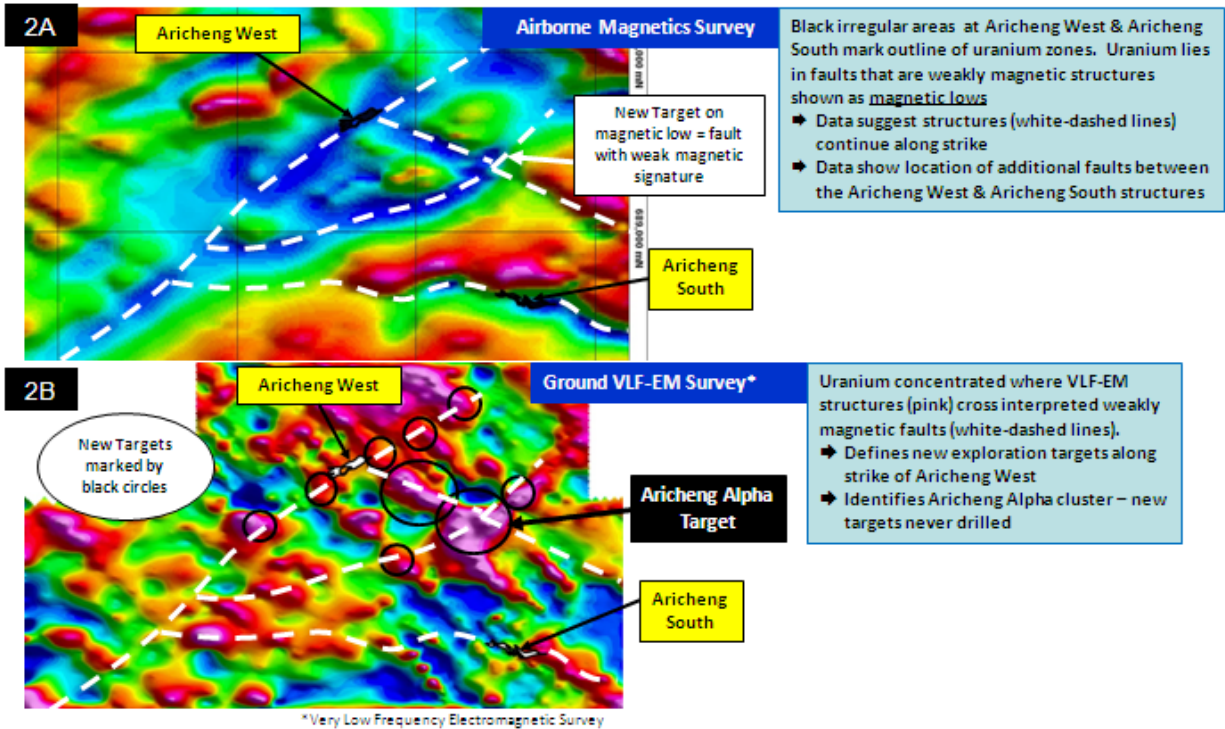 2A
Aricheng West
Airborne Magnetics Survey
Black irregular areas at Aricheng West & Aricheng
South mark outline of uranium zones. Uranium lies
in faults that are weakly magnetic structures
shown as magnetic lows
➔ Data suggest structures (white-dashed lines)
continue along strike
➔ Data show location of additional faults between
the Aricheng West & Aricheng South structures
New Target on
magnetic low = fault
with weak magnetic
signature
689,000 mN
Aricheng
South
2B
Aricheng West
Ground VLF-EM Survey*
Uranium concentrated where VLF-EM
structures (pink) cross interpreted weakly
magnetic faults (white-dashed lines).
➔ Defines new exploration targets along
strike of Aricheng West
➔ Identifies Aricheng Alpha cluster – new
targets never drilled
New Targets
marked by
black circles
Aricheng Alpha
Target
Aricheng
South
*Very Low Frequency Electromagnetic Survey